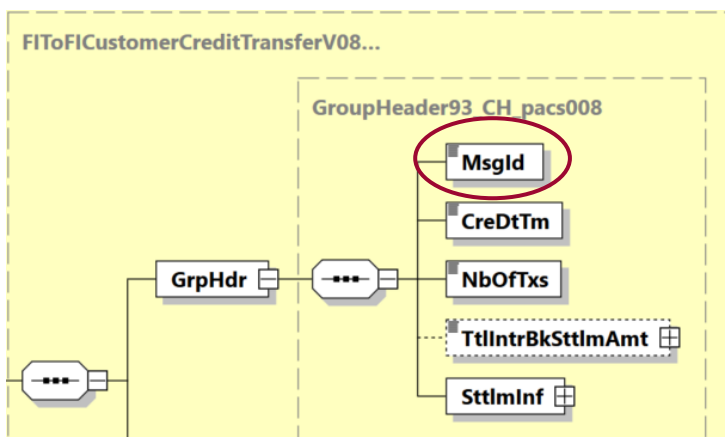 FIToFICustomerCreditTransferV08...
GroupHeader93_CH_pacs008
MsgId
CreDtTm
GrpHdr
NbOfTxs
TtlIntrBkSttlmAmt
SttlmInf